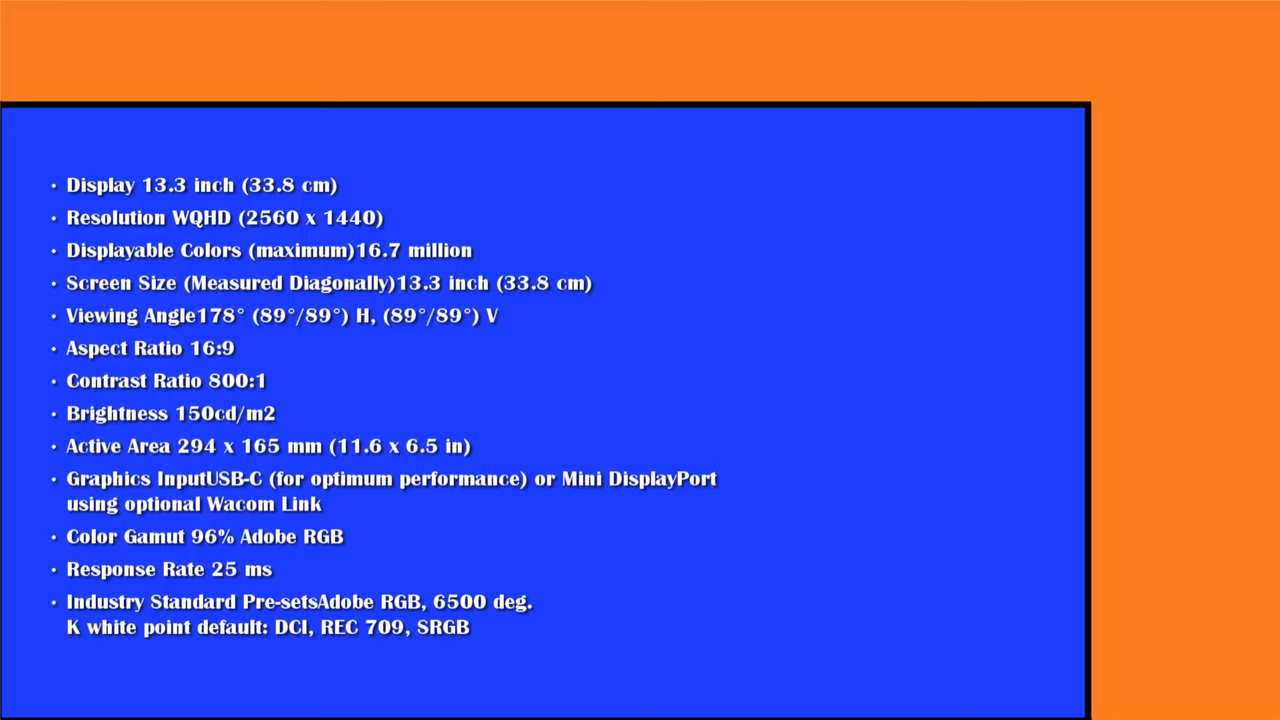 • Display 13.3 inch (33.8 cm)
• Resolution WQHD (2560 x 1440)
• Displayable Colors (maximum)16.7 million
• Screen Size (Measured Diagonally)13.3 inch (33.8 cm)
• Viewing Angle178° (89°/89°) H, (89°/89°) V
• Aspect Ratio 16:9
• Contrast Ratio 800:1
• Brightness 150cd/m2
• Active Area 294 x 165 mm (11.6 x 6.5 in)
• Graphics InputUSB-C (for optimum performance) or Mini DisplayPort
using optional Wacom Link
• Color Gamut 96% Adobe RGB
• Response Rate 25 ms
• Industry Standard Pre-setsAdobe RGB, 6500 deg.
K white point default: DCI, REC 709, SRGB